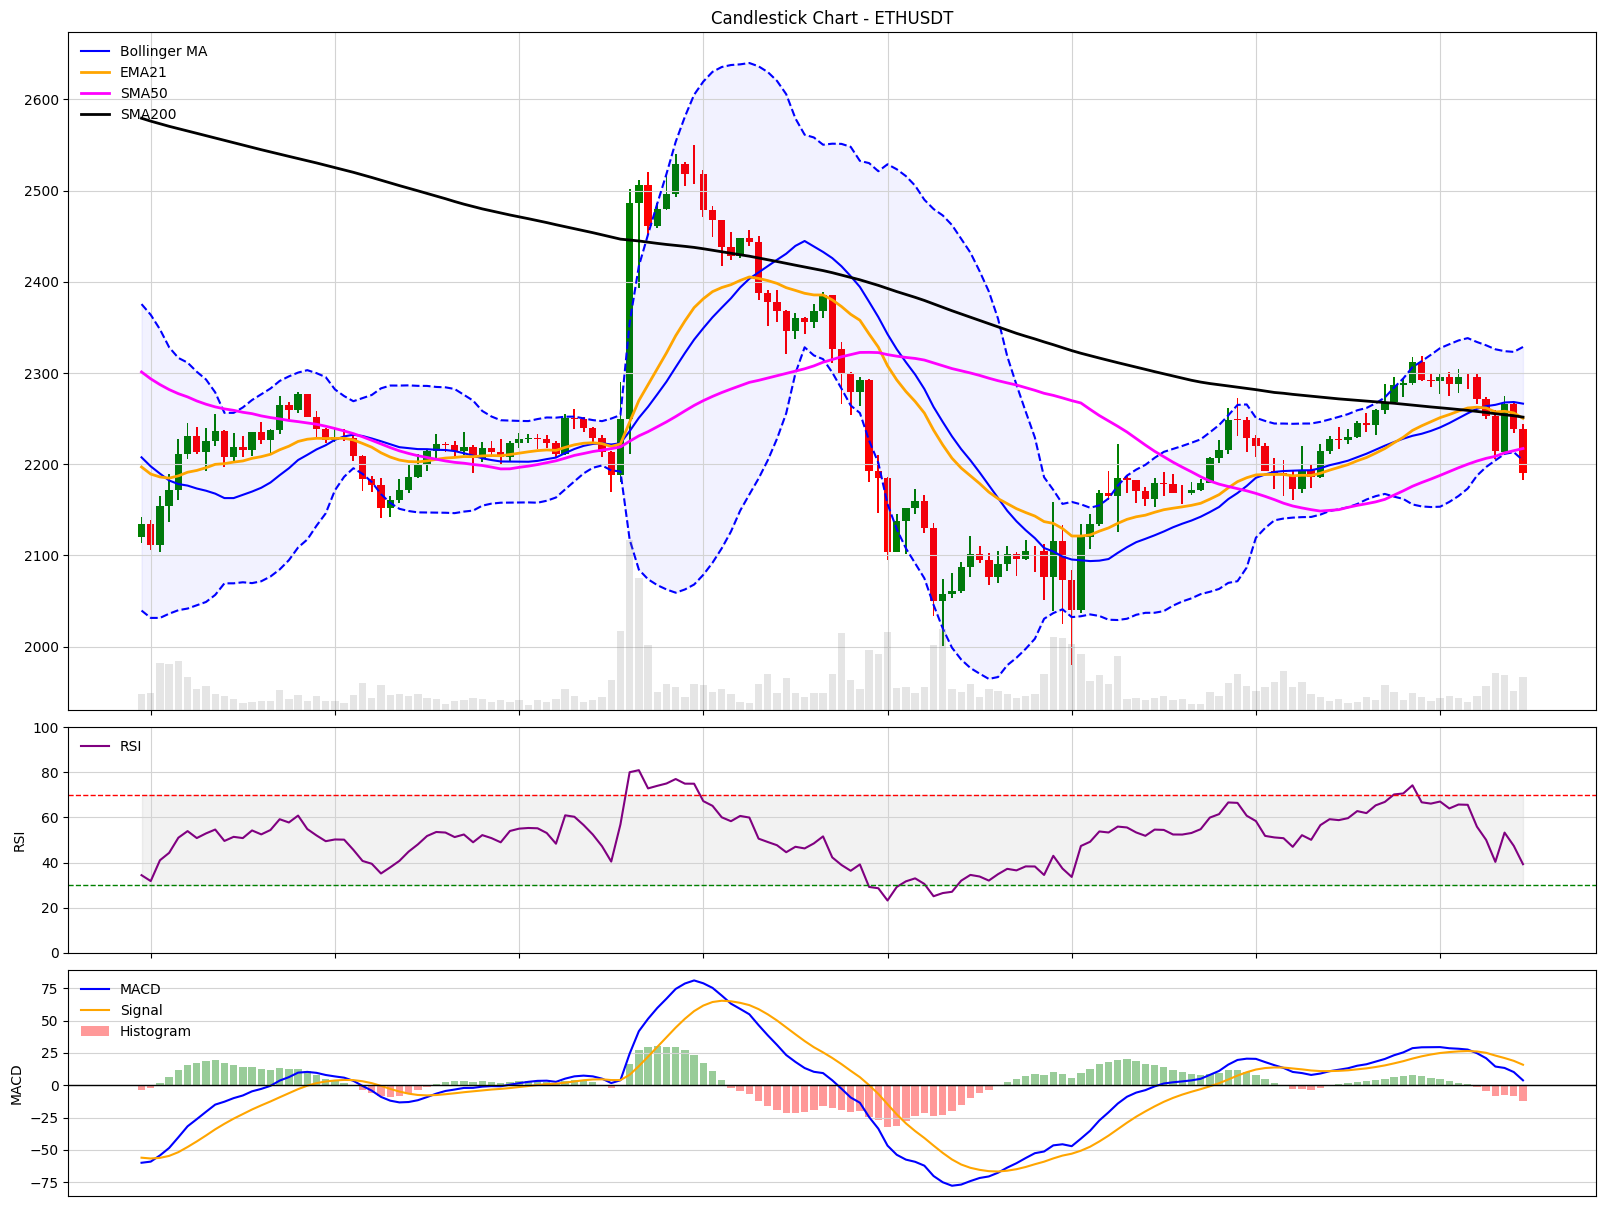 Candlestick Chart - ETHUSDT
Bollinger MA
EMA21
SMA50
SMA200
2600
2500
2400
2300
2200
2100
2000
RSI
100
80
60
40
20
0
RSI
MACD
Signal
Histogram
75
50
25
0
−25
−50
−75
MACD